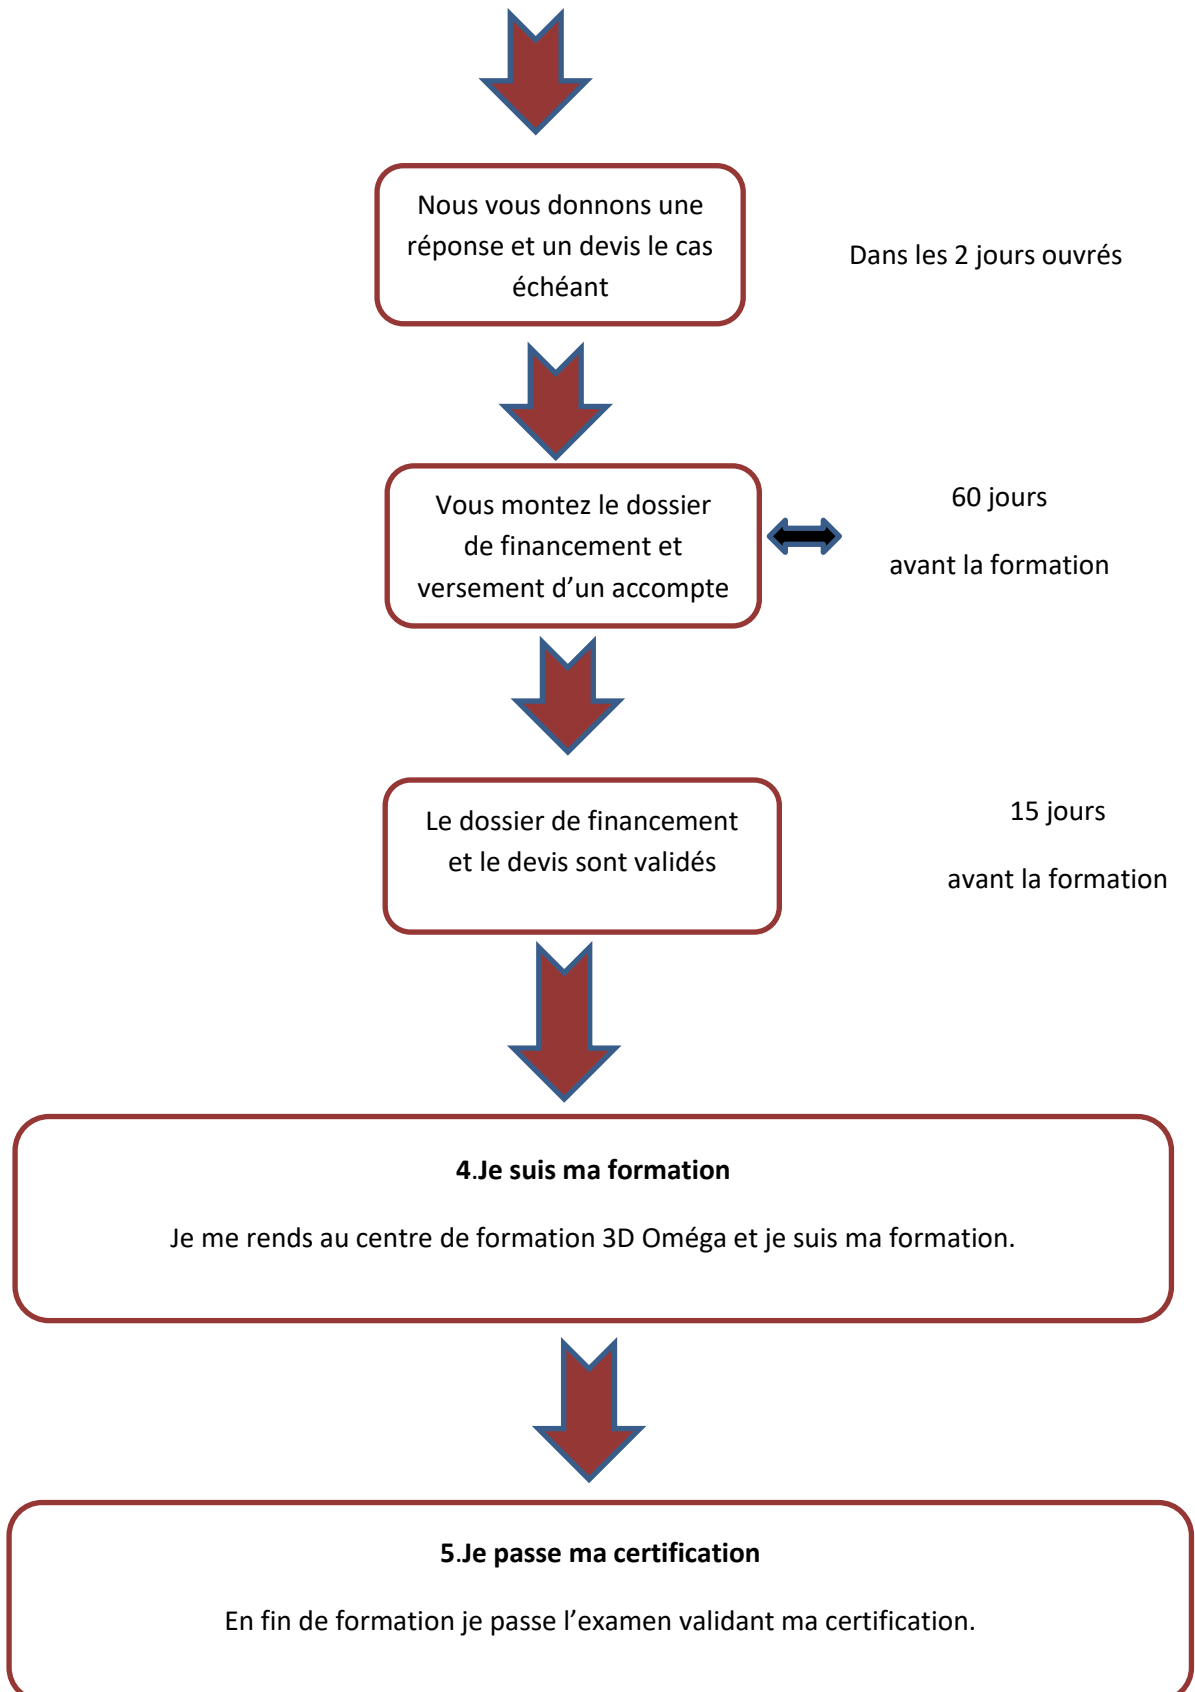 Nous vous donnons une
réponse et un devis le cas
échéant
Dans les 2 jours ouvrés
Vous montez le dossier
de financement et
versement d’un accompte
60 jours
avant la formation
Le dossier de financement
et le devis sont validés
15 jours
avant la formation
4.Je suis ma formation
Je me rends au centre de formation 3D Oméga et je suis ma formation.
5.Je passe ma certification
En fin de formation je passe l’examen validant ma certification.